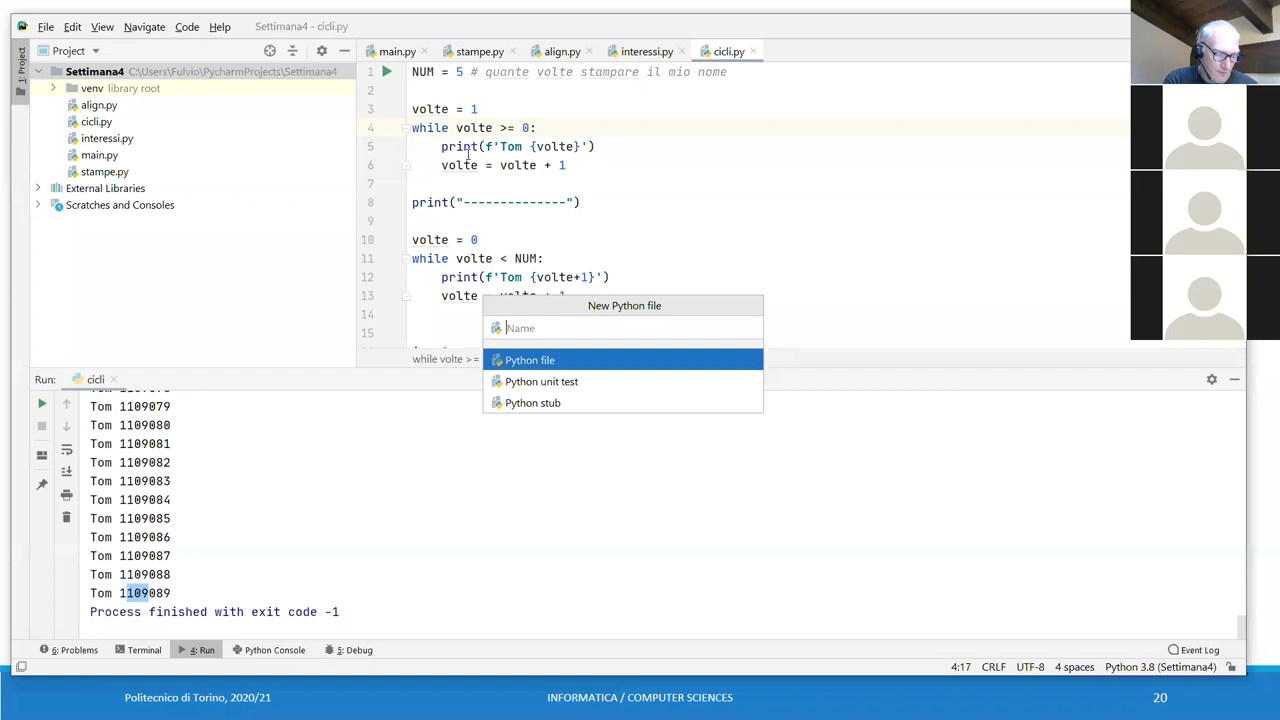 File Edit View Navigate Code Help Settimana4 - cicli.py
Project
main.py stampe.py align.py interessi.py cicli.py
1: Project
Settimana4 C:\Users\Fulvio\PycharmProjects\Settimana4
venv library root
align.py
cicli.py
interessi.py
main.py
stampe.py
External Libraries
Scratches and Consoles
1 NUM = 5 # quante volte stampare il mio nome
2
3 volte = 1
4 while volte >= 0:
5 print(f'Tom {volte}')
6 volte = volte + 1
7
8 print("--------------")
9
10 volte = 0
11 while volte < NUM:
12 print(f'Tom {volte+1}')
13 volte
14
15
while volte >=
New Python file
Name
Python file
Python unit test
Python stub
Run: cicli
Tom 1109079
Tom 1109080
Tom 1109081
Tom 1109082
Tom 1109083
Tom 1109084
Tom 1109085
Tom 1109086
Tom 1109087
Tom 1109088
Tom 1109089
Process finished with exit code -1
6: Problems Terminal 4: Run Python Console 5: Debug Event Log
4:17 CRLF UTF-8 4 spaces Python 3.8 (Settimana4)
Politecnico di Torino, 2020/21 INFORMATICA / COMPUTER SCIENCES 20